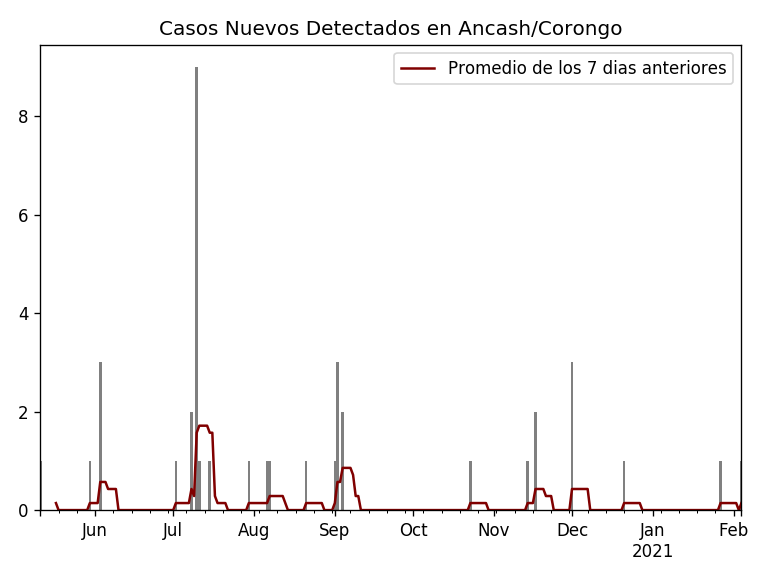 Casos Nuevos Detectados en Ancash/Corongo
Promedio de los 7 dias anteriores
8
6
4
2
0
Jun Jul Aug Sep Oct Nov Dec Jan Feb
2021